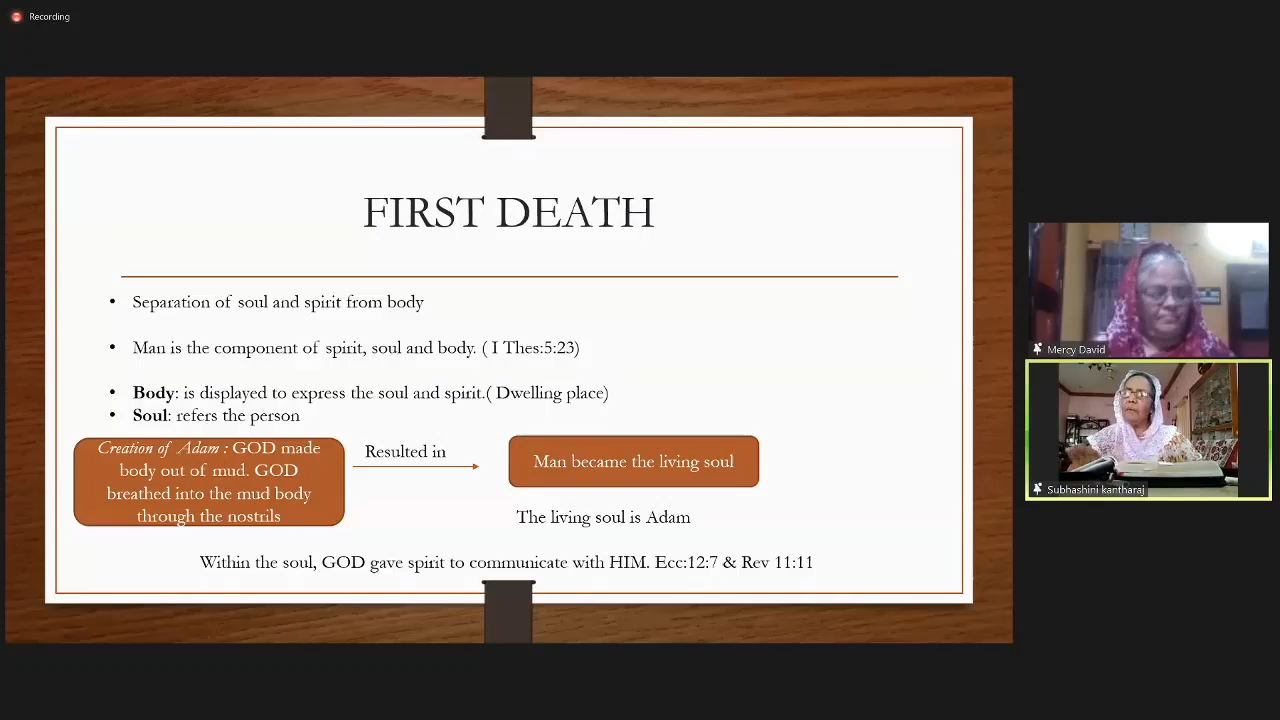 Recording
FIRST DEATH
• Separation of soul and spirit from body
• Man is the component of spirit, soul and body. ( I Thes:5:23)
• Body: is displayed to express the soul and spirit.( Dwelling place)
• Soul: refers the person
Creation of Adam : GOD made
body out of mud. GOD
breathed into the mud body
through the nostrils
Resulted in
Man became the living soul
The living soul is Adam
Within the soul, GOD gave spirit to communicate with HIM. Ecc:12:7 & Rev 11:11
Mercy David
Subhashini kantharaj